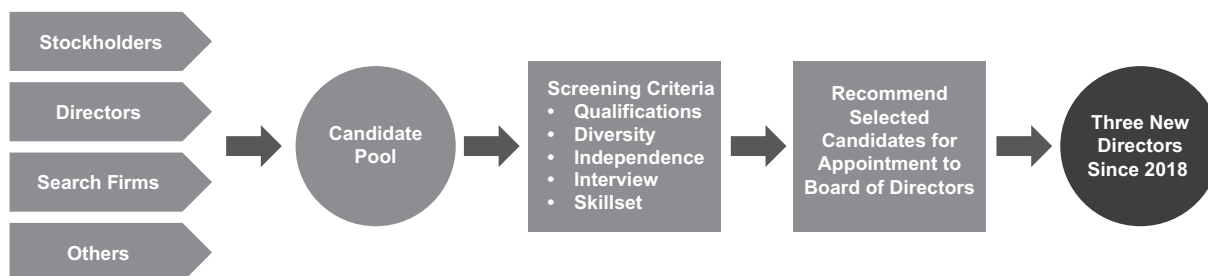 Stockholders
Directors
Search Firms
Others
Candidate
Pool
Screening Criteria
• Qualifications
• Diversity
• Independence
• Interview
• Skillset
Recommend
Selected
Candidates for
Appointment to
Board of Directors
Three New
Directors
Since 2018